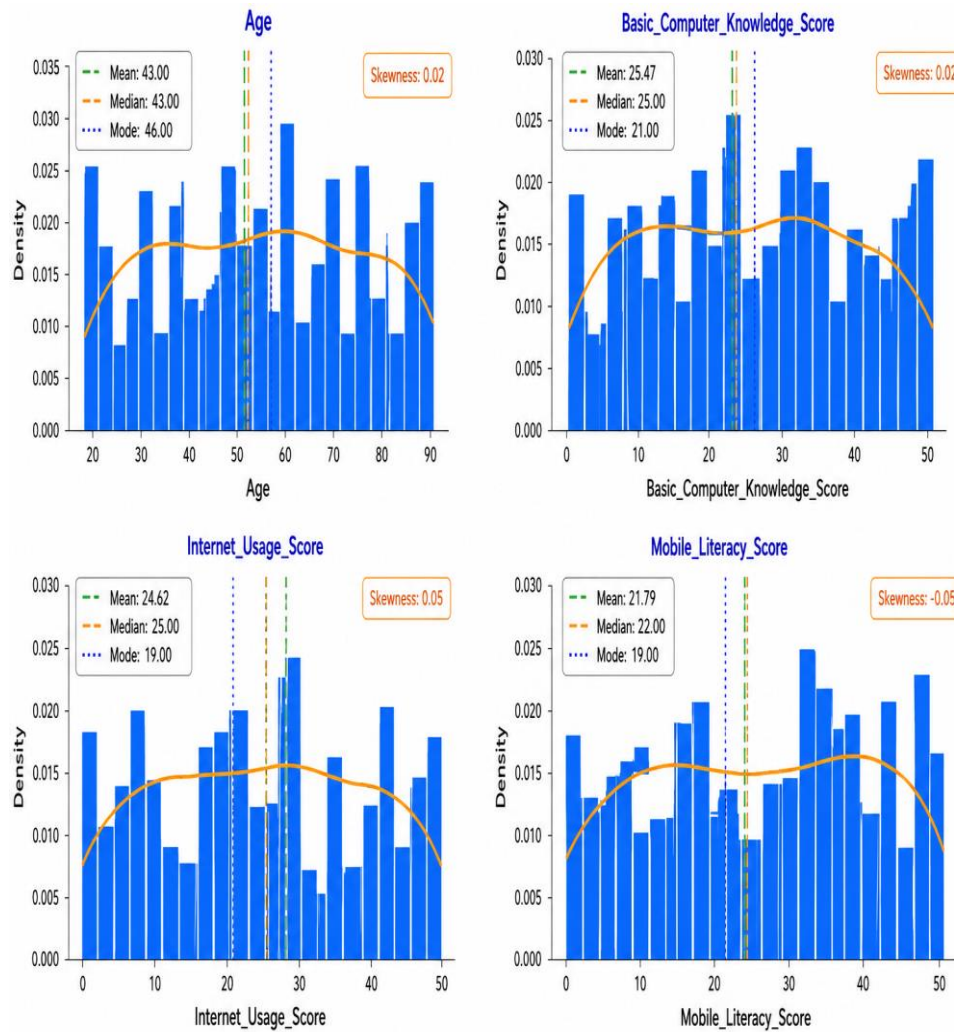 Age
Mean: 43.00
Median: 43.00
Mode: 46.00
Skewness: 0.02
0.035
0.030
0.025
0.020
0.015
0.010
0.005
0.000
Density
20 30 40 50 60 70 80 90
Age
Basic_Computer_Knowledge_Score
Mean: 25.47
Median: 25.00
Mode: 21.00
Skewness: 0.02
0.030
0.025
0.020
0.015
0.010
0.005
0.000
Density
0 10 20 30 40 50
Basic_Computer_Knowledge_Score
Internet_Usage_Score
Mean: 24.62
Median: 25.00
Mode: 19.00
Skewness: 0.05
0.030
0.025
0.020
0.015
0.010
0.005
0.000
Density
0 10 20 30 40 50
Internet_Usage_Score
Mobile_Literacy_Score
Mean: 21.79
Median: 22.00
Mode: 19.00
Skewness: -0.05
0.030
0.025
0.020
0.015
0.010
0.005
0.000
Density
0 10 20 30 40 50
Mobile_Literacy_Score